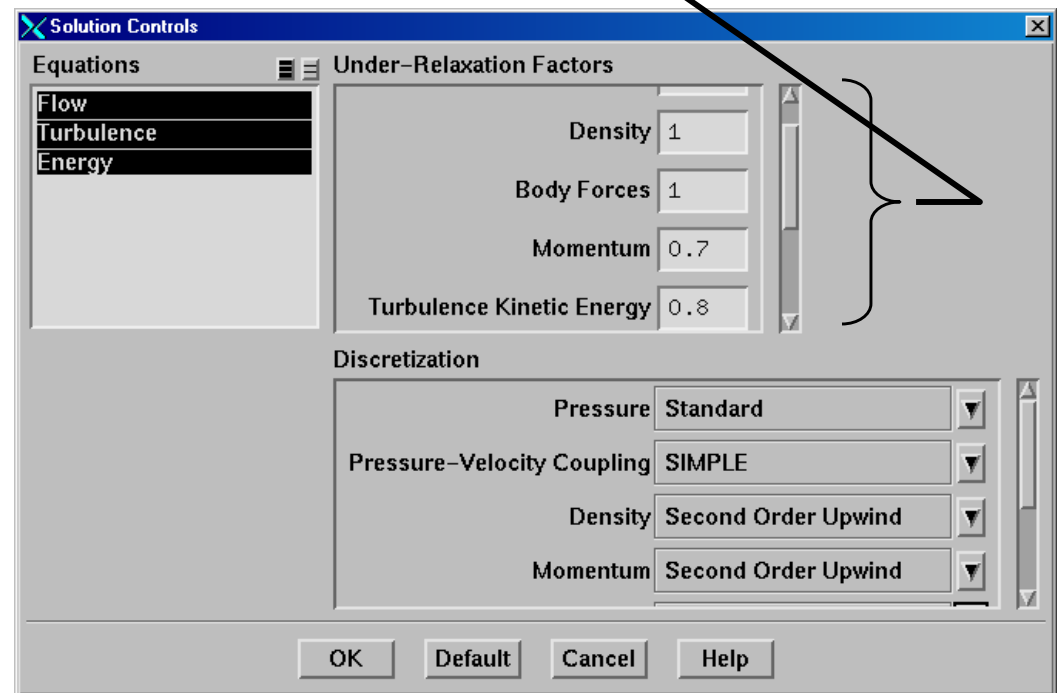 Solution Controls
Equations
Flow
Turbulence
Energy
Under-Relaxation Factors
Density 1
Body Forces 1
Momentum 0.7
Turbulence Kinetic Energy 0.8
Discretization
Pressure Standard
Pressure-Velocity Coupling SIMPLE
Density Second Order Upwind
Momentum Second Order Upwind
OK Default Cancel Help